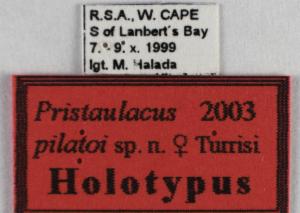 R.S.A., W. CAPE
S of Lanbert's Bay
7.-9. x. 1999
lgt. M. Halada
Pristaulacus 2003
pilatoi sp. n. ♀ Turrisi
Holotypus